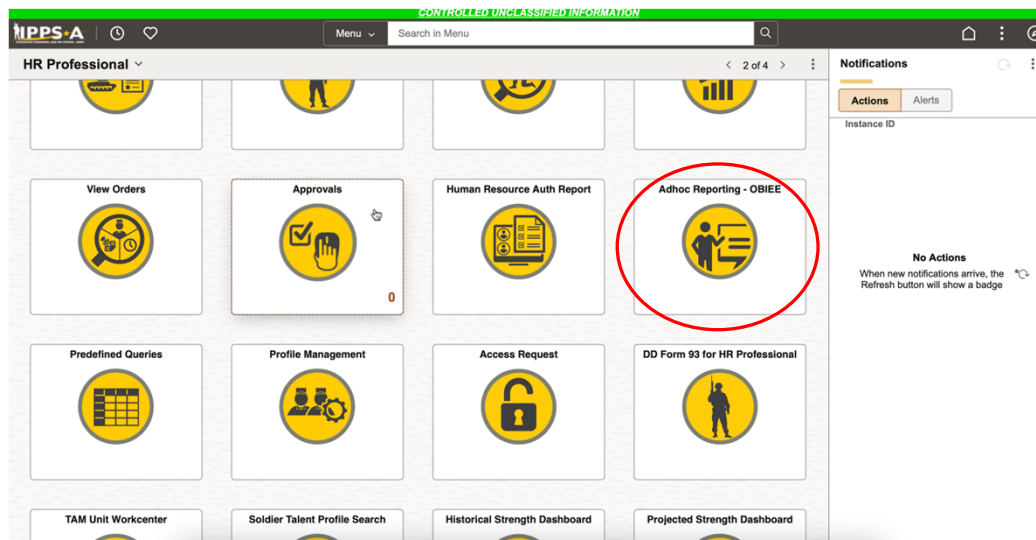 CONTROLLED UNCLASSIFIED INFORMATION
IPPS-A
Menu
Search in Menu
HR Professional
2 of 4
Notifications
Actions
Alerts
Instance ID
View Orders
Approvals
Human Resource Auth Report
Adhoc Reporting - OBIEE
0
No Actions
When new notifications arrive, the
Refresh button will show a badge
Predefined Queries
Profile Management
Access Request
DD Form 93 for HR Professional
TAM Unit Workcenter
Soldier Talent Profile Search
Historical Strength Dashboard
Projected Strength Dashboard